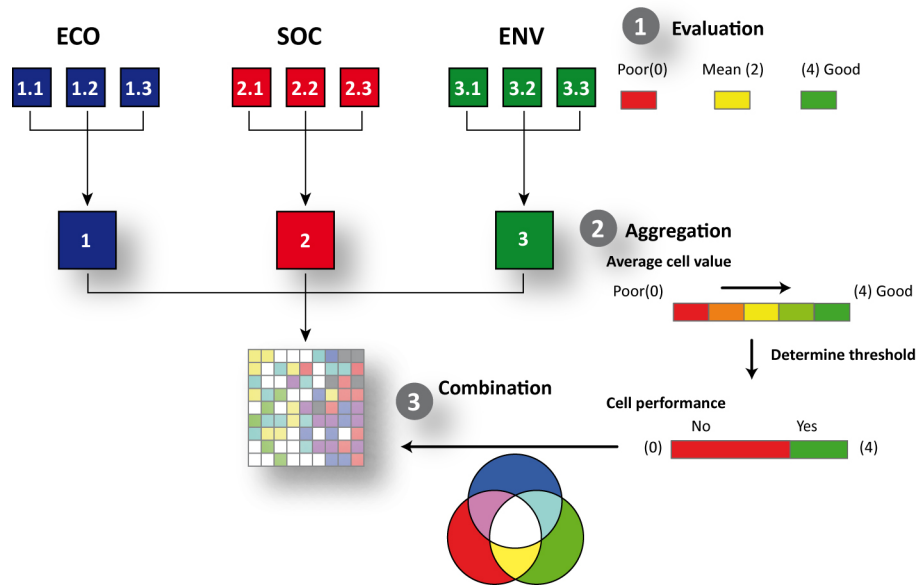 ECO
SOC
ENV
1 Evaluation
1.1 1.2 1.3
2.1 2.2 2.3
3.1 3.2 3.3
Poor(0) Mean (2) (4) Good
1
2
3
2 Aggregation
Average cell value
Poor(0) (4) Good
Determine threshold
3 Combination
Cell performance
No Yes
(0) (4)